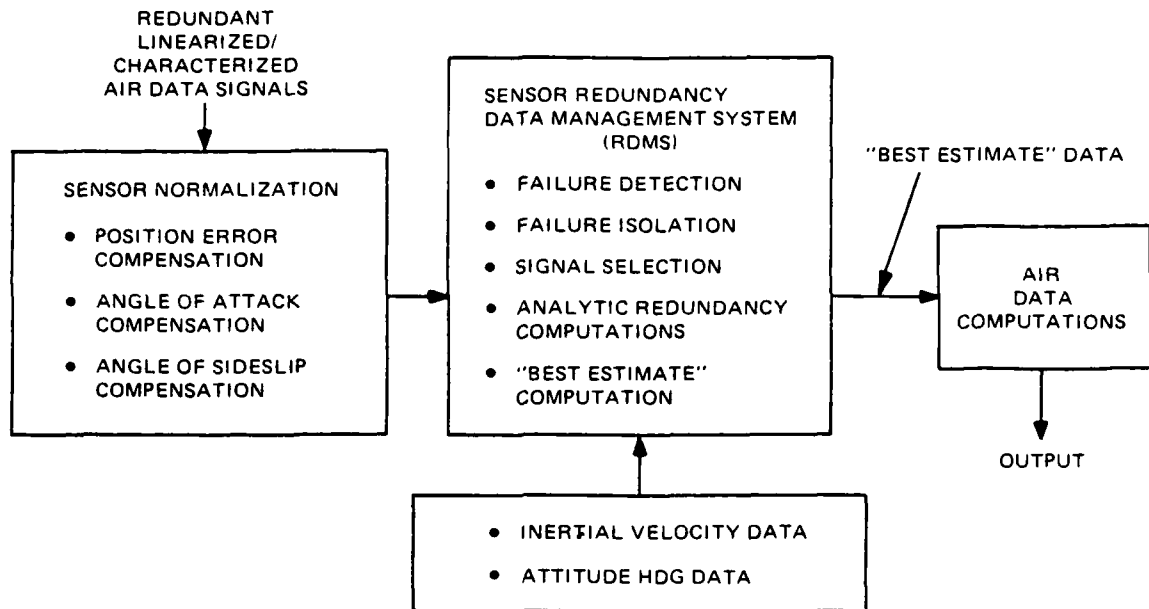 REDUNDANT
LINEARIZED/
CHARACTERIZED
AIR DATA SIGNALS
SENSOR NORMALIZATION
• POSITION ERROR
COMPENSATION
• ANGLE OF ATTACK
COMPENSATION
• ANGLE OF SIDESLIP
COMPENSATION
SENSOR REDUNDANCY
DATA MANAGEMENT SYSTEM
(RDMS)
• FAILURE DETECTION
• FAILURE ISOLATION
• SIGNAL SELECTION
• ANALYTIC REDUNDANCY
COMPUTATIONS
• "BEST ESTIMATE"
COMPUTATION
"BEST ESTIMATE" DATA
AIR
DATA
COMPUTATIONS
OUTPUT
• INERTIAL VELOCITY DATA
• ATTITUDE HDG DATA